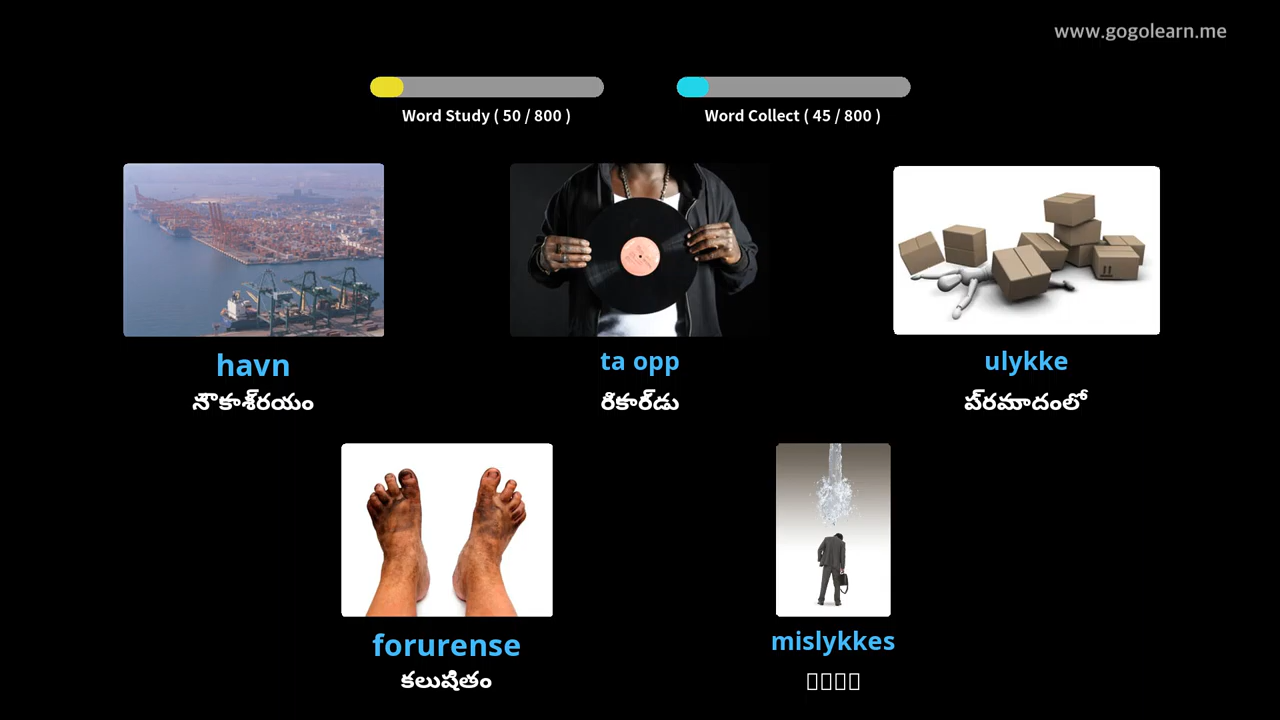 www.gogolearn.me
Word Study ( 50 / 800 )
Word Collect ( 45 / 800 )
havn
ta opp
ulykke
నౌకాశ్రయం
రికార్డు
ప్రమాదంలో
forurense
mislykkes
కలుషితం